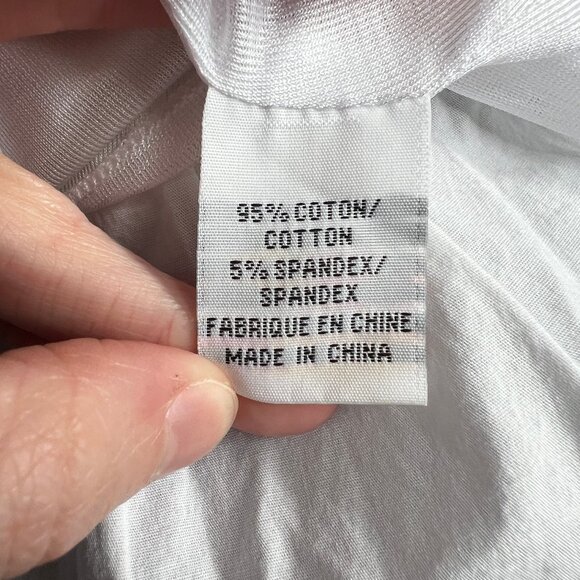 95% COTON/
COTTON
5% SPANDEX/
SPANDEX
FABRIQUE EN CHINE
MADE IN CHINA